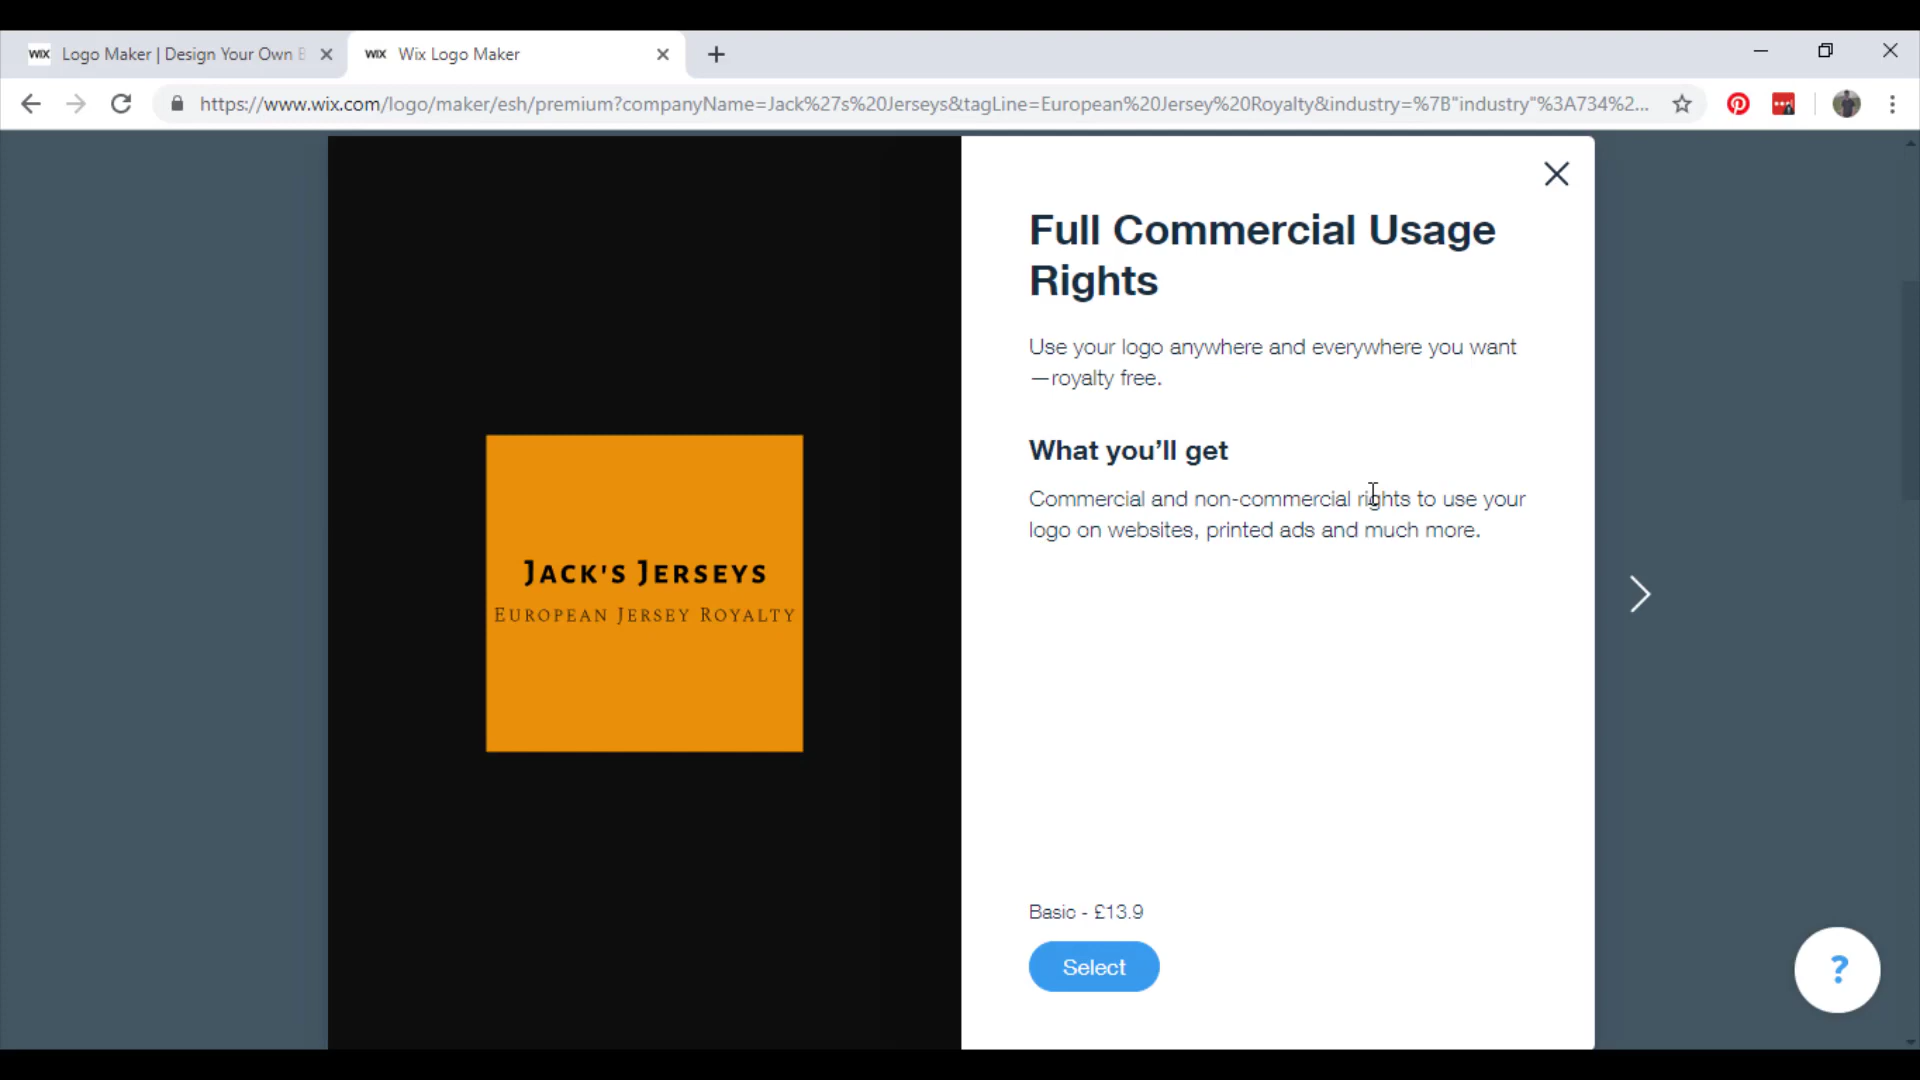 WIX Logo Maker | Design Your Own B
WIX Wix Logo Maker
https://www.wix.com/logo/maker/esh/premium?companyName=Jack%27s%20Jerseys&tagLine=European%20Jersey%20Royalty&industry=%7B"industry"%3A734%2...
Full Commercial Usage
Rights
Use your logo anywhere and everywhere you want
—royalty free.
What you'll get
Commercial and non-commercial rights to use your
logo on websites, printed ads and much more.
JACK'S JERSEYS
EUROPEAN JERSEY ROYALTY
Basic - £13.9
Select
?